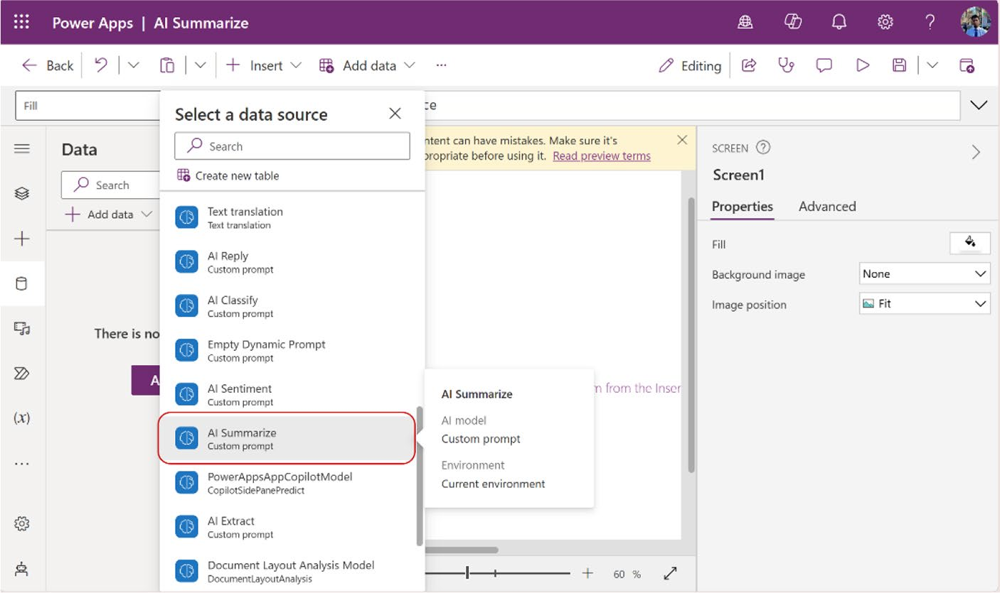 Power Apps | AI Summarize
Back
Insert
Add data
...
Editing
Fill
ce
Data
Search
Add data
There is no
A
Select a data source
Search
Create new table
Text translation
Text translation
AI Reply
Custom prompt
AI Classify
Custom prompt
Empty Dynamic Prompt
Custom prompt
AI Sentiment
Custom prompt
AI Summarize
Custom prompt
PowerAppsAppCopilotModel
CopilotSidePanePredict
AI Extract
Custom prompt
Document Layout Analysis Model
DocumentLayoutAnalysis
ntent can have mistakes. Make sure it's
propriate before using it. Read preview terms
AI Summarize
AI model
Custom prompt
Environment
Current environment
m from the Inser
60 %
SCREEN
Screen1
Properties
Advanced
Fill
Background image
None
Image position
Fit
(x)